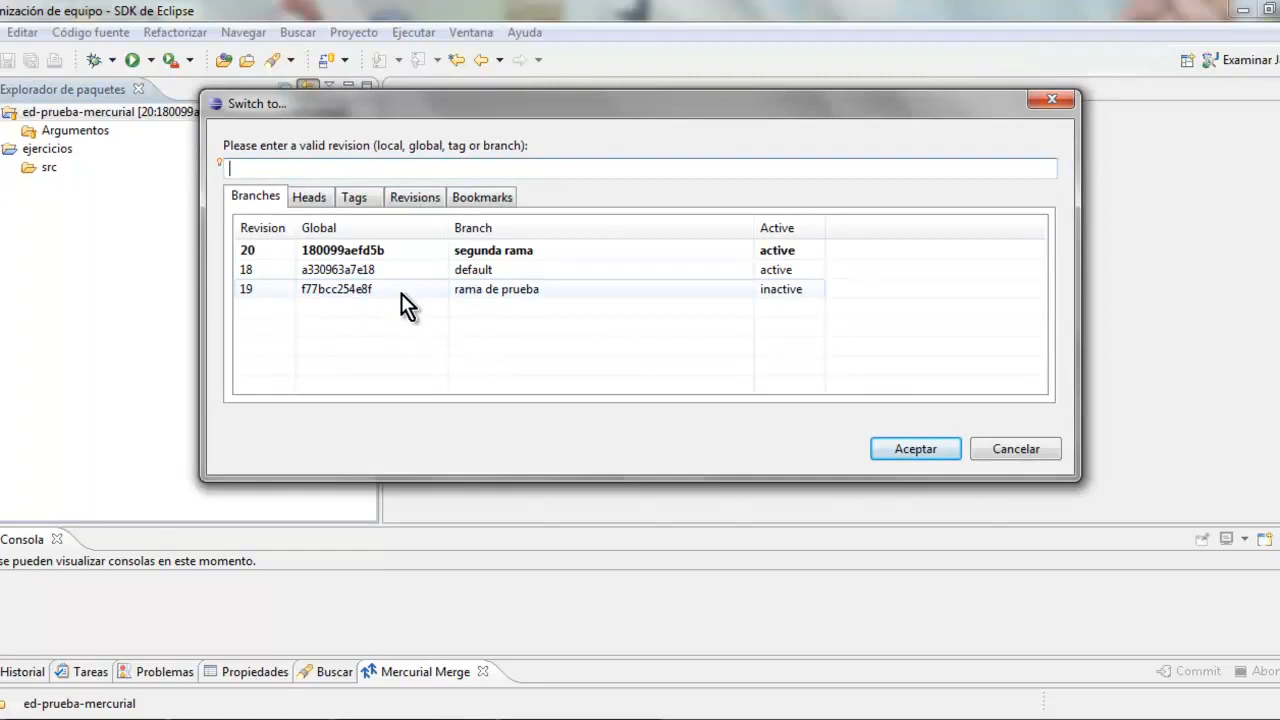 nización de equipo - SDK de Eclipse
Editar Código fuente Refactorizar Navegar Buscar Proyecto Ejecutar Ventana Ayuda
Examinar J
Explorador de paquetes
ed-prueba-mercurial [20:180099a
Argumentos
ejercicios
src
Switch to...
Please enter a valid revision (local, global, tag or branch):
Branches Heads Tags Revisions Bookmarks
Revision Global Branch Active
20 180099aefd5b segunda rama active
18 a330963a7e18 default active
19 f77bcc254e8f rama de prueba inactive
Aceptar Cancelar
Consola
se pueden visualizar consolas en este momento.
Historial Tareas Problemas Propiedades Buscar Mercurial Merge Commit Abor
ed-prueba-mercurial